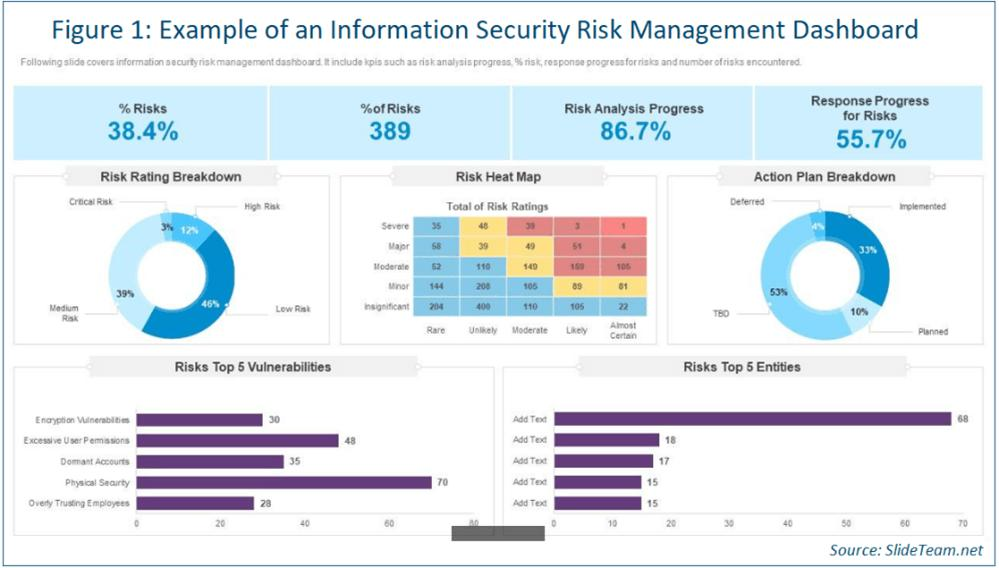 Figure 1: Example of an Information Security Risk Management Dashboard
Following slide covers information security risk management dashboard. It include kpis such as risk analysis progress, % risk, response progress for risks and number of risks encountered.
% Risks
38.4%
% of Risks
389
Risk Analysis Progress
86.7%
Response Progress
for Risks
55.7%
Risk Rating Breakdown
Critical Risk
High Risk
3%
12%
39%
46%
Medium
Risk
Low Risk
Risk Heat Map
Total of Risk Ratings
Severe 35 48 39 3 1
Major 58 39 49 51 4
Moderate 52 110 149 159 105
Minor 144 208 105 89 81
Insignificant 204 400 110 105 22
Rare Unlikely Moderate Likely Almost
Certain
Action Plan Breakdown
Deferred
Implemented
4%
33%
53%
10%
TBD
Planned
Risks Top 5 Vulnerabilities
Encryption Vulnerabilities 30
Excessive User Permissions 48
Dormant Accounts 35
Physical Security 70
Overly Trusting Employees 28
0 20 40 60 80
Risks Top 5 Entities
Add Text 68
Add Text 18
Add Text 17
Add Text 15
Add Text 15
0 10 20 30 40 50 60 70
Source: SlideTeam.net